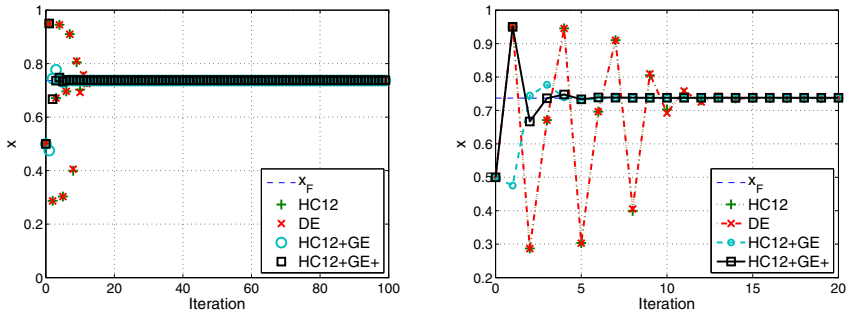 1
0.8
0.6
0.4
0.2
0
x
0
20
40
60
80
100
Iteration
x_F
HC12
DE
HC12+GE
HC12+GE+
1
0.9
0.8
0.7
0.6
0.5
0.4
0.3
0.2
x
0
5
10
15
20
Iteration
x_F
HC12
DE
HC12+GE
HC12+GE+